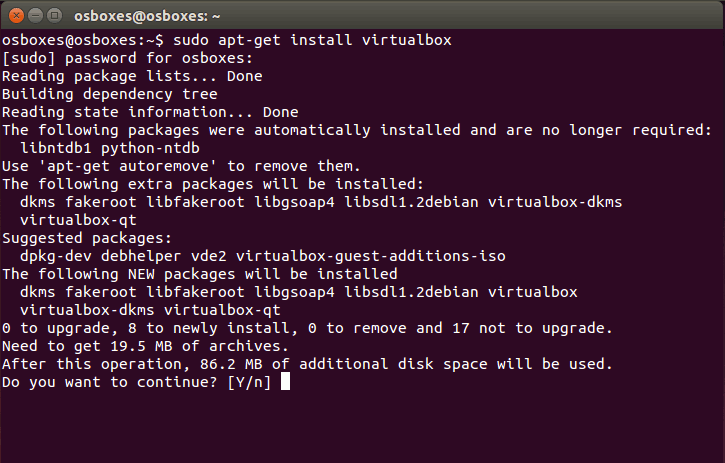 osboxes@osboxes: ~
osboxes@osboxes:~$ sudo apt-get install virtualbox
[sudo] password for osboxes:
Reading package lists... Done
Building dependency tree
Reading state information... Done
The following packages were automatically installed and are no longer required:
  libntdb1 python-ntdb
Use 'apt-get autoremove' to remove them.
The following extra packages will be installed:
  dkms fakeroot libfakeroot libgsoap4 libsdl1.2debian virtualbox-dkms
  virtualbox-qt
Suggested packages:
  dpkg-dev debhelper vde2 virtualbox-guest-additions-iso
The following NEW packages will be installed
  dkms fakeroot libfakeroot libgsoap4 libsdl1.2debian virtualbox
  virtualbox-dkms virtualbox-qt
0 to upgrade, 8 to newly install, 0 to remove and 17 not to upgrade.
Need to get 19.5 MB of archives.
After this operation, 86.2 MB of additional disk space will be used.
Do you want to continue? [Y/n]